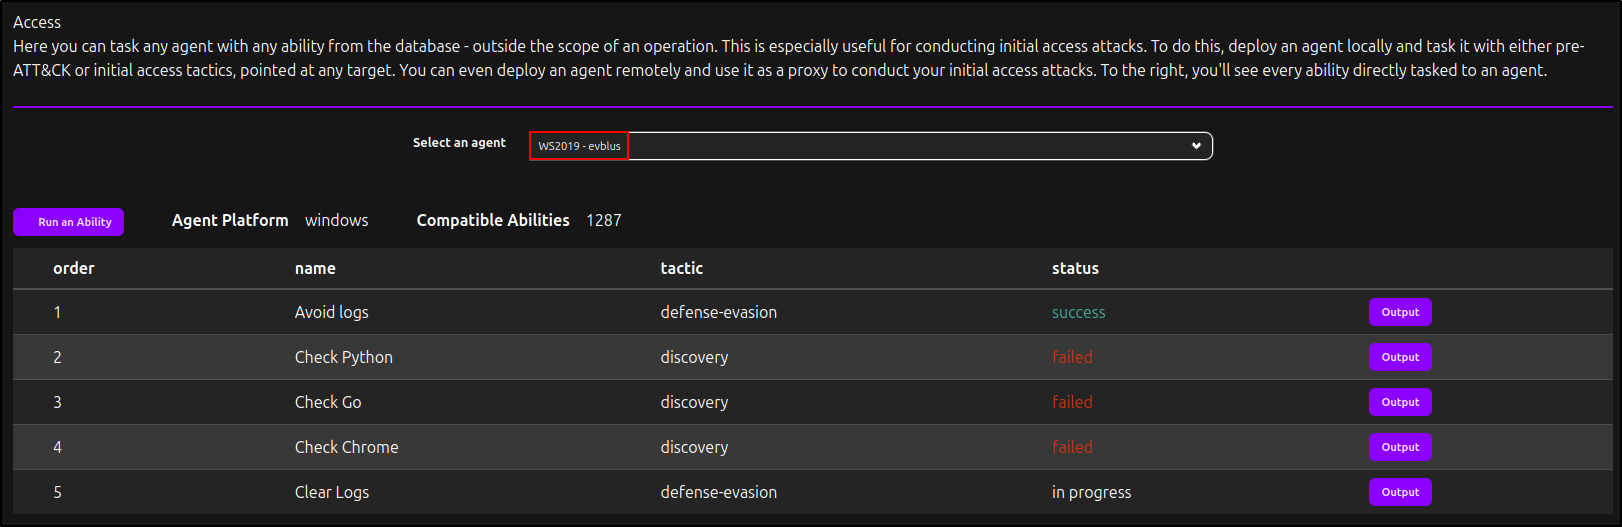 Access
Here you can task any agent with any ability from the database - outside the scope of an operation. This is especially useful for conducting initial access attacks. To do this, deploy an agent locally and task it with either pre-
ATT&CK or initial access tactics, pointed at any target. You can even deploy an agent remotely and use it as a proxy to conduct your initial access attacks. To the right, you'll see every ability directly tasked to an agent.
Select an agent WS2019 - evblus
Run an Ability Agent Platform windows Compatible Abilities 1287
order name tactic status
1 Avoid logs defense-evasion success Output
2 Check Python discovery failed Output
3 Check Go discovery failed Output
4 Check Chrome discovery failed Output
5 Clear Logs defense-evasion in progress Output